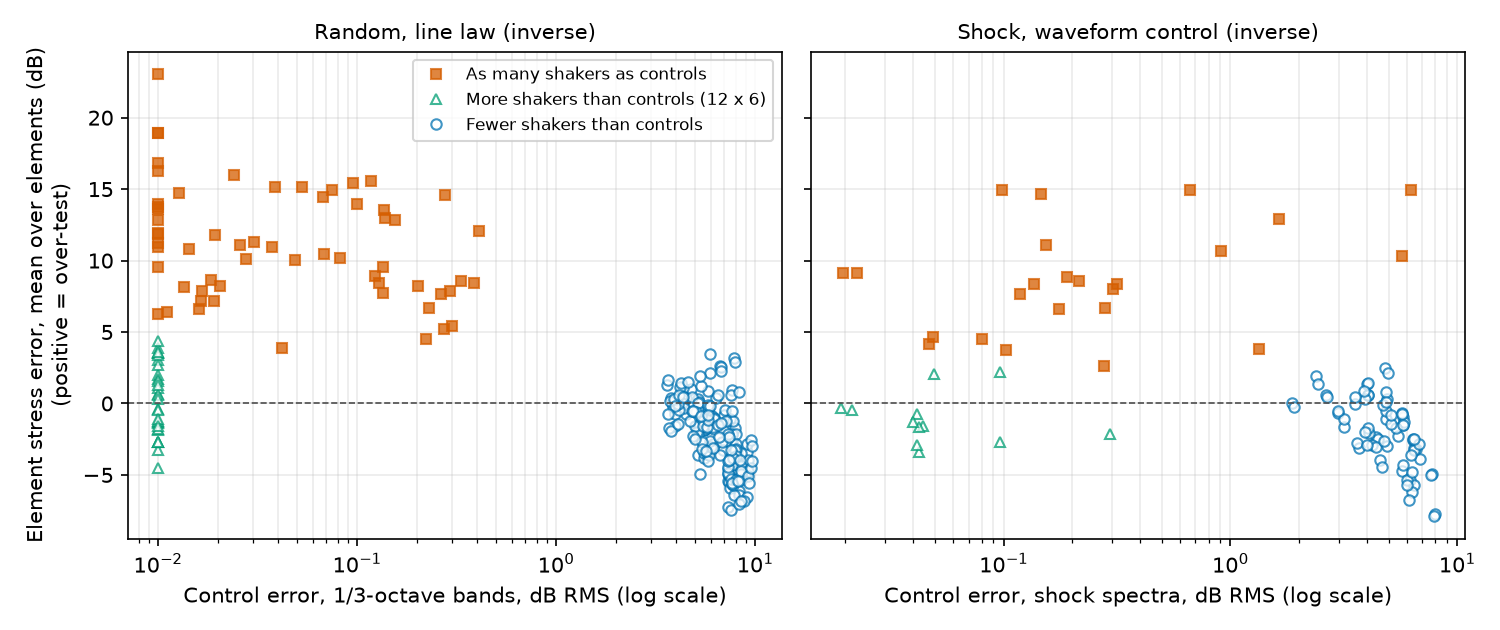 Random, line law (inverse)
Shock, waveform control (inverse)
Element stress error, mean over elements (dB)
(positive = over-test)
20
15
10
5
0
−5
As many shakers as controls
More shakers than controls (12 x 6)
Fewer shakers than controls
10⁻² 10⁻¹ 10⁰ 10¹
10⁻¹ 10⁰ 10¹
Control error, 1/3-octave bands, dB RMS (log scale)
Control error, shock spectra, dB RMS (log scale)